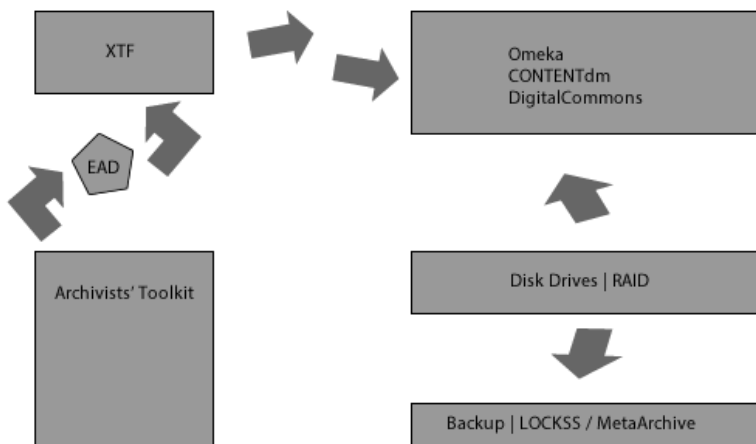 XTF
Omeka
CONTENTdm
DigitalCommons
EAD
Archivists’ Toolkit
Disk Drives | RAID
Backup | LOCKSS / MetaArchive